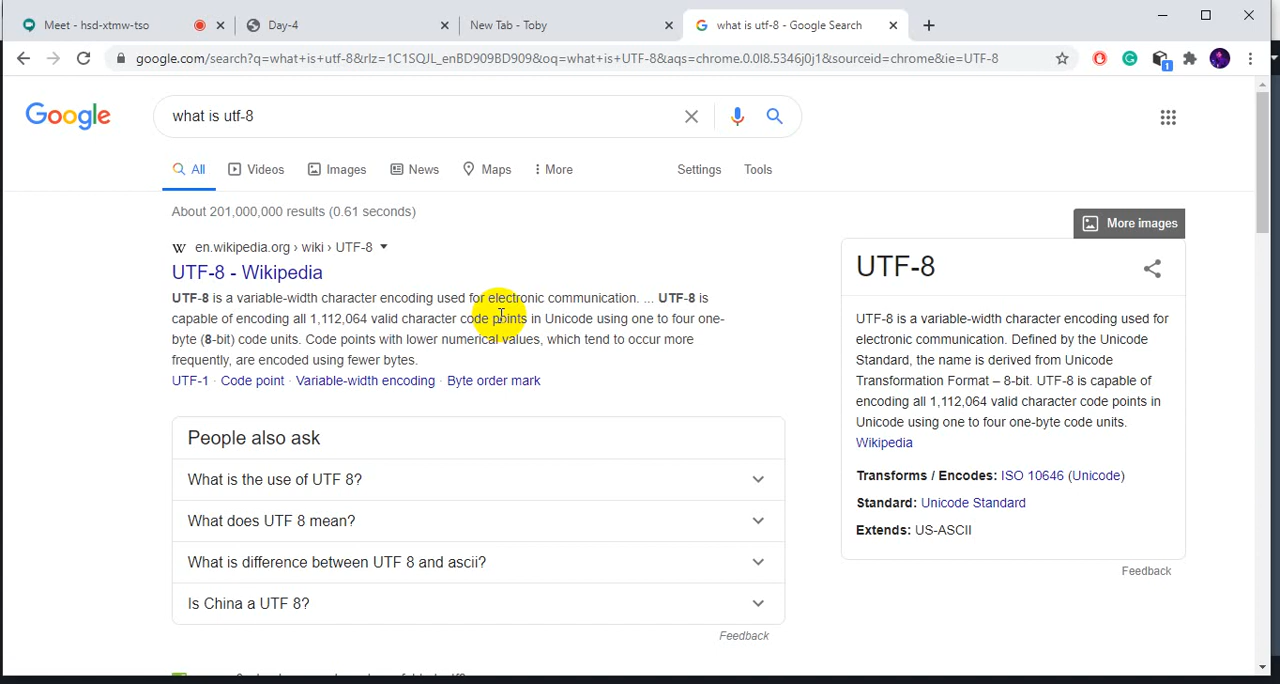 Meet - hsd-xtmw-tso
Day-4
New Tab - Toby
what is utf-8 - Google Search
google.com/search?q=what+is+utf-8&rlz=1C1SQJL_enBD909BD909&oq=what+is+UTF-8&aqs=chrome.0.0l8.5346j0j1&sourceid=chrome&ie=UTF-8
1
Google
what is utf-8
All
Videos
Images
News
Maps
More
Settings
Tools
About 201,000,000 results (0.61 seconds)
W en.wikipedia.org › wiki › UTF-8
UTF-8 - Wikipedia
UTF-8 is a variable-width character encoding used for electronic communication. ... UTF-8 is
capable of encoding all 1,112,064 valid character code points in Unicode using one to four one-
byte (8-bit) code units. Code points with lower numerical values, which tend to occur more
frequently, are encoded using fewer bytes.
UTF-1 · Code point · Variable-width encoding · Byte order mark
People also ask
What is the use of UTF 8?
What does UTF 8 mean?
What is difference between UTF 8 and ascii?
Is China a UTF 8?
Feedback
More images
UTF-8
UTF-8 is a variable-width character encoding used for
electronic communication. Defined by the Unicode
Standard, the name is derived from Unicode
Transformation Format – 8-bit. UTF-8 is capable of
encoding all 1,112,064 valid character code points in
Unicode using one to four one-byte code units.
Wikipedia
Transforms / Encodes: ISO 10646 (Unicode)
Standard: Unicode Standard
Extends: US-ASCII
Feedback